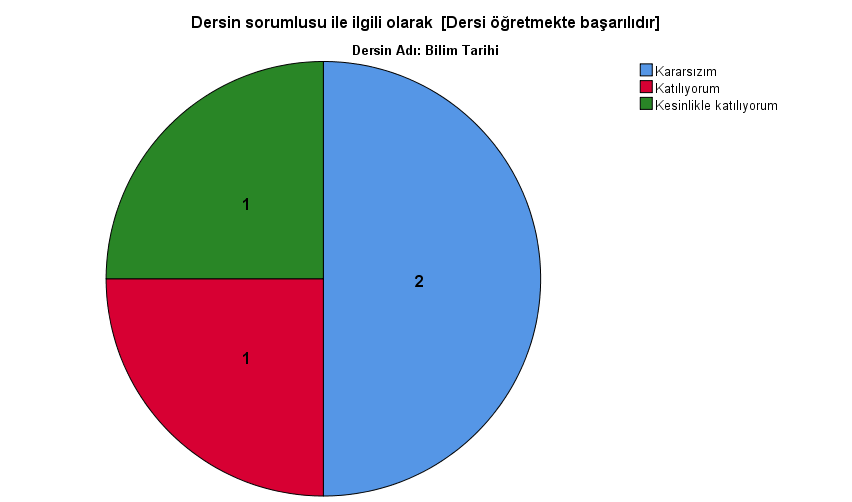 Dersin sorumlusu ile ilgili olarak  [Dersi öğretmekte başarılıdır]
Dersin Adı: Bilim Tarihi
Kararsızım
Katılıyorum
Kesinlikle katılıyorum
1
2
1